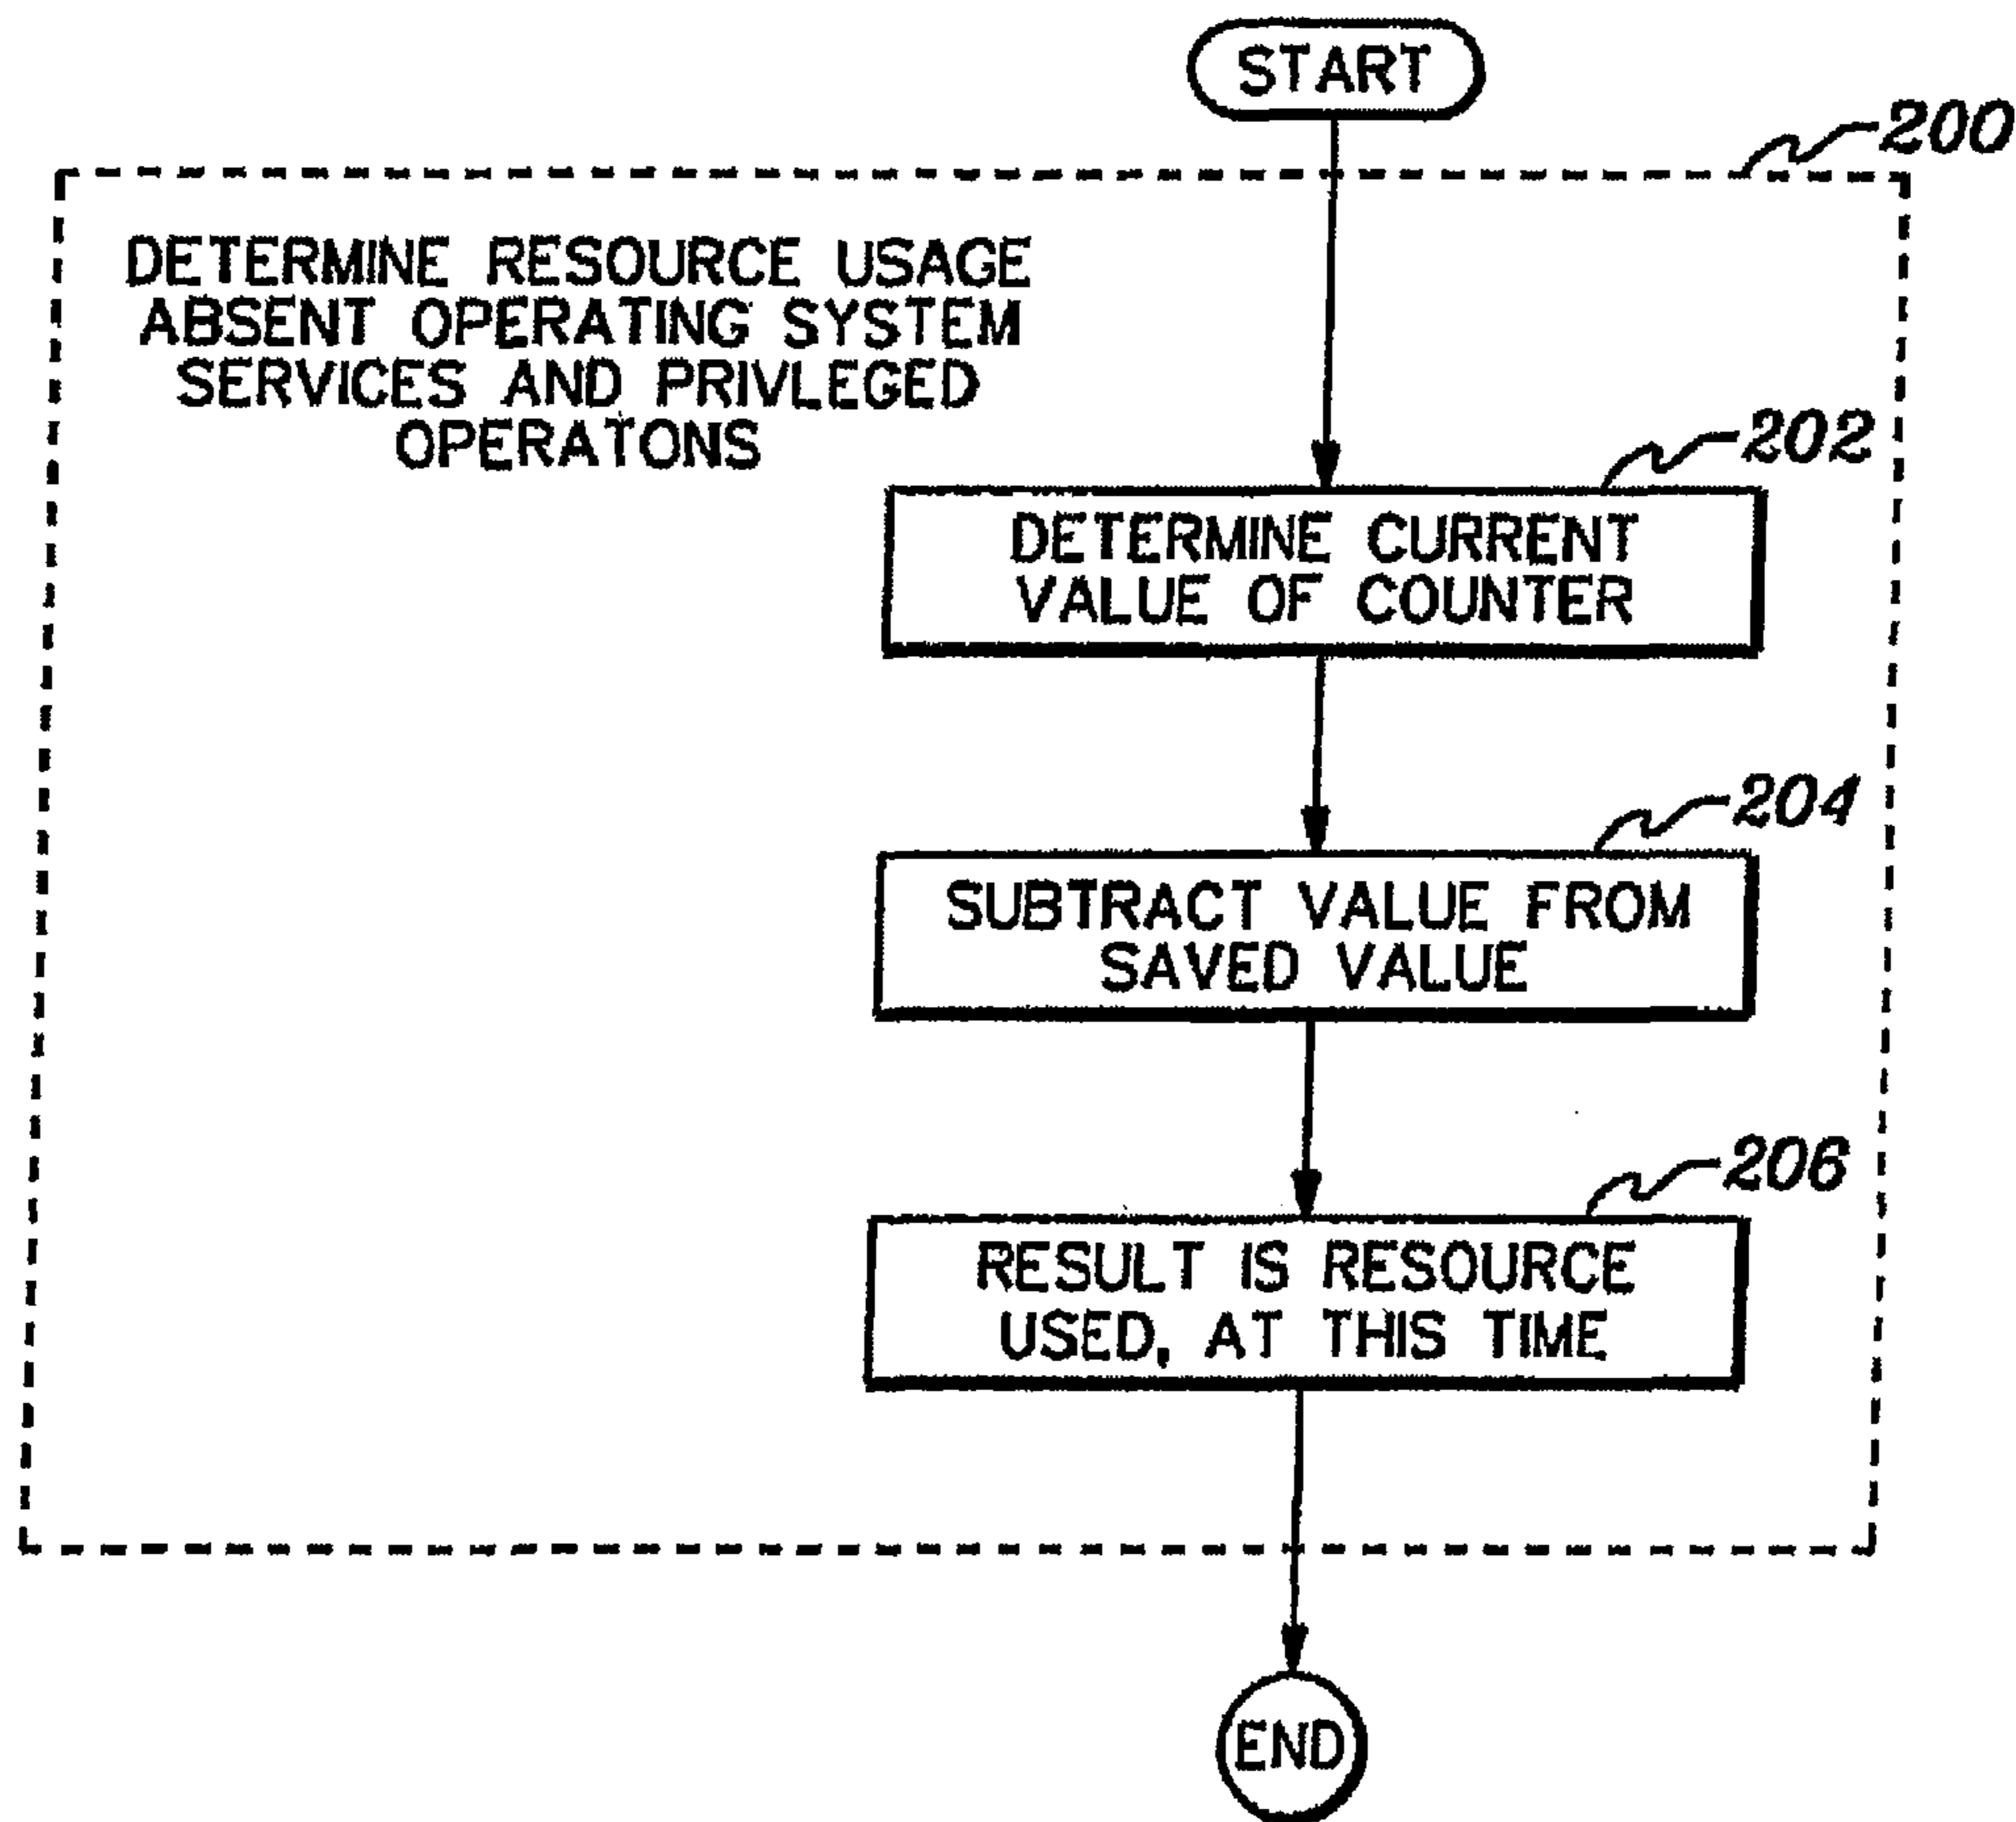 START
200
DETERMINE RESOURCE USAGE
ABSENT OPERATING SYSTEM
SERVICES AND PRIVLEGED
OPERATONS
202
DETERMINE CURRENT
VALUE OF COUNTER
204
SUBTRACT VALUE FROM
SAVED VALUE
206
RESULT IS RESOURCE
USED, AT THIS TIME
END